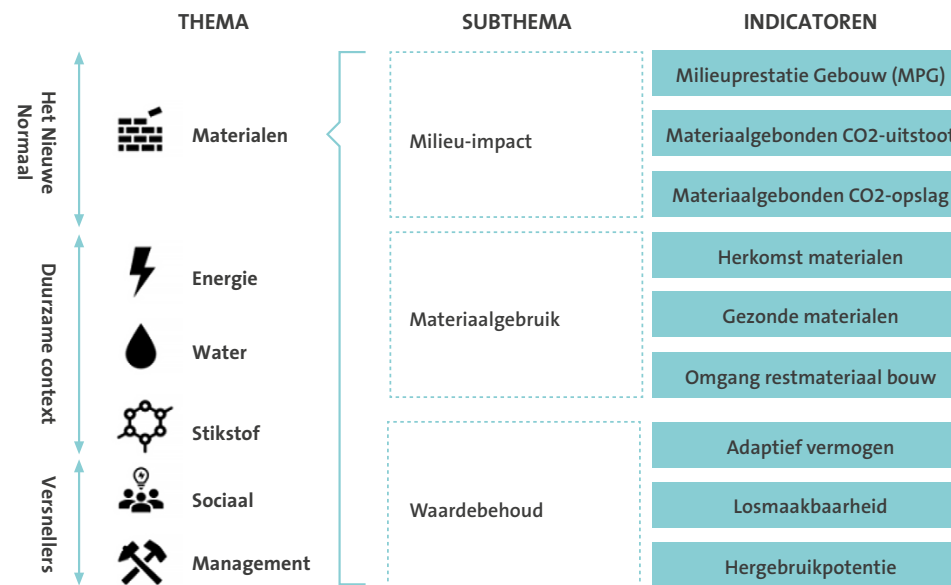 THEMA
SUBTHEMA
INDICATOREN
Het Nieuwe
Normaal
Materialen
Milieu-impact
Milieuprestatie Gebouw (MPG)
Materiaalgebonden CO2-uitstoot
Materiaalgebonden CO2-opslag
Duurzame context
Energie
Water
Stikstof
Materiaalgebruik
Herkomst materialen
Gezonde materialen
Omgang restmateriaal bouw
Versnellers
Sociaal
Management
Waardebehoud
Adaptief vermogen
Losmaakbaarheid
Hergebruikpotentie